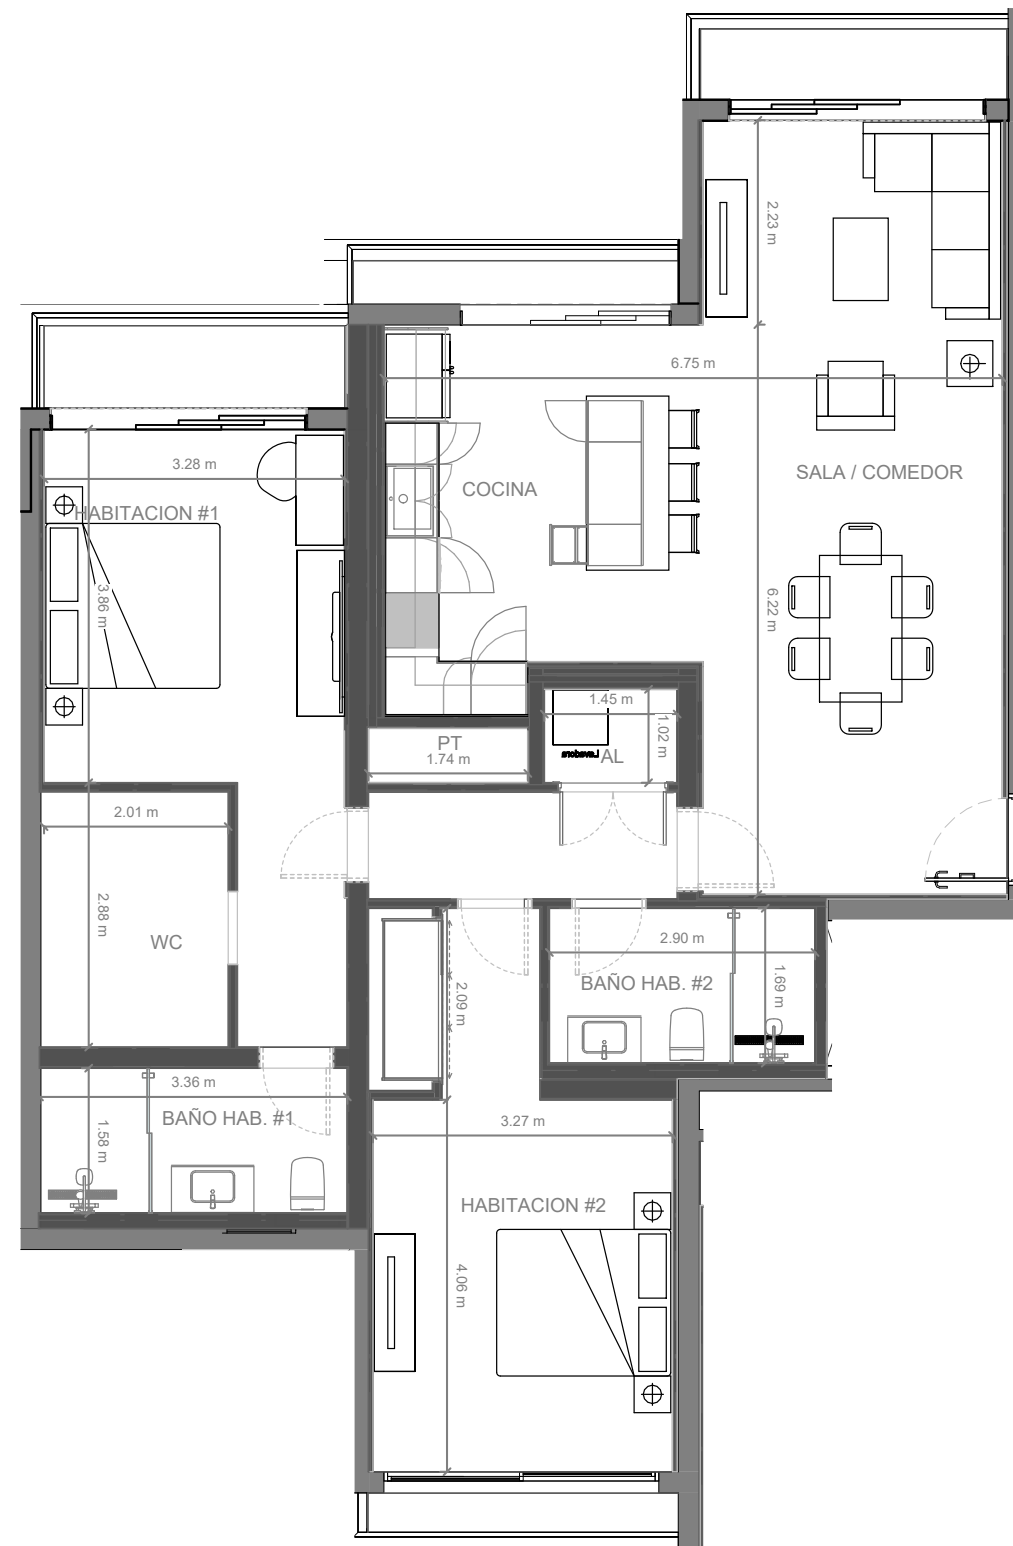 2.23 m
6.75 m
3.28 m
SALA / COMEDOR
COCINA
HABITACION #1
3.86 m
6.22 m
1.45 m
1.02 m
PT
1.74 m
Lavadora
AL
2.01 m
2.88 m
WC
2.90 m
BAÑO HAB. #2
1.69 m
2.09 m
3.36 m
BAÑO HAB. #1
1.58 m
3.27 m
HABITACION #2
4.06 m